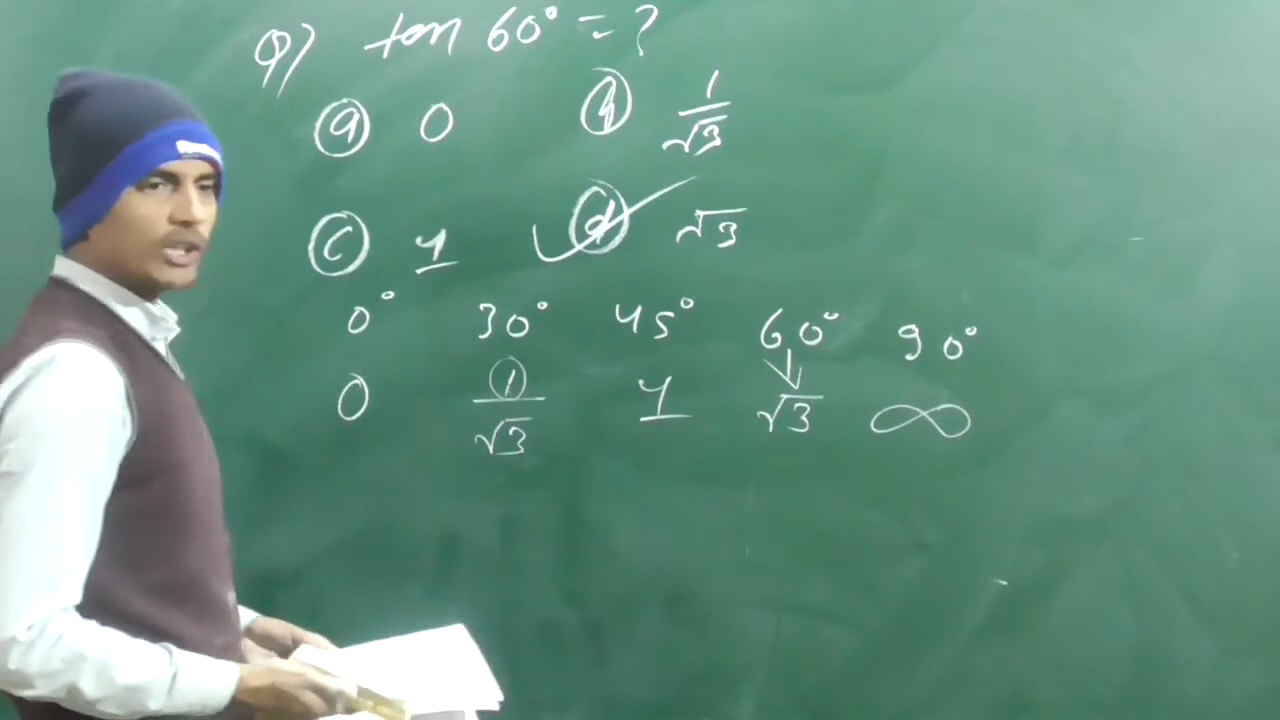 Q) tan 60° = ?
(a) 0 (b) 1/√3
(c) 1 (d) √3
0° 30° 45° 60° 90°
0 1/√3 1 √3 ∞